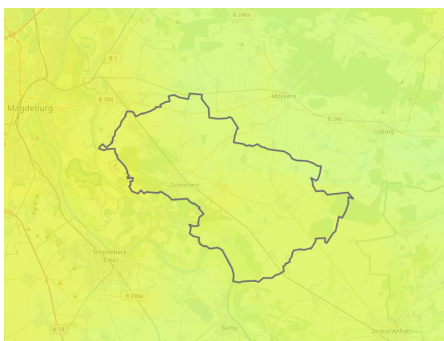 B 246a
B 1
B 184
Möckern
Magdeburg
B 246
Loburg
Gommern
Schönebeck
(Elbe)
B 246a
A 14
Barby
Zerbst/Anhalt